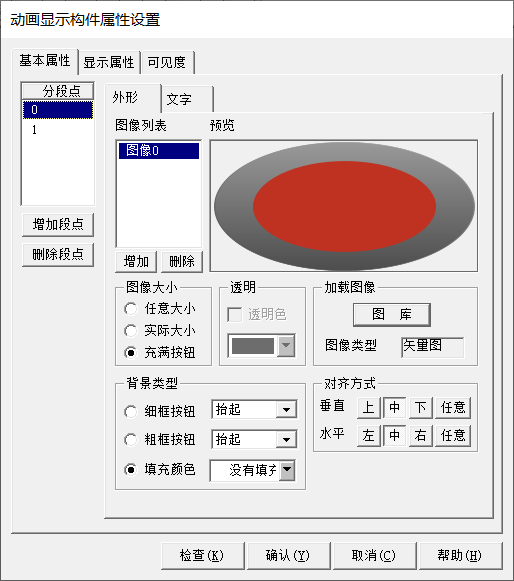 动画显示构件属性设置
基本属性 显示属性 可见度
分段点
0
1
增加段点
删除段点
外形 文字
图像列表 预览
图像0
增加 删除
图像大小
任意大小
实际大小
充满按钮
透明
透明色
加载图像
图 库
图像类型 矢量图
背景类型
细框按钮 抬起
粗框按钮 抬起
填充颜色 没有填充
对齐方式
垂直 上 中 下 任意
水平 左 中 右 任意
检查(K) 确认(Y) 取消(C) 帮助(H)